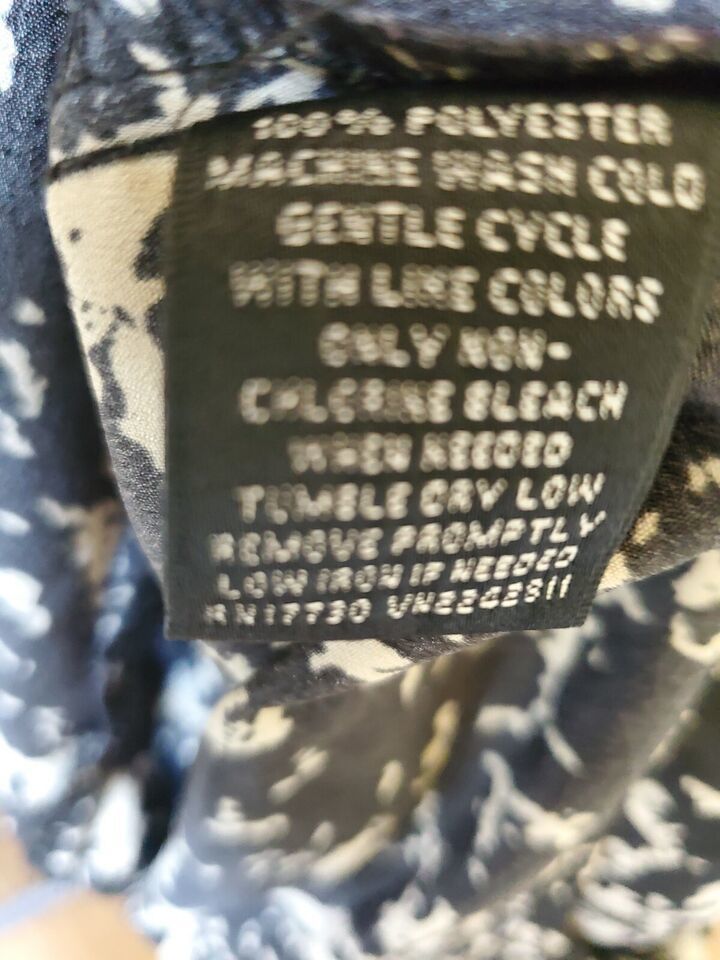 100% POLYESTER
MACHINE WASH COLD
GENTLE CYCLE
WITH LIKE COLORS
ONLY NON-
CHLORINE BLEACH
WHEN NEEDED
TUMBLE DRY LOW
REMOVE PROMPTLY
LOW IRON IF NEEDED
RN17730